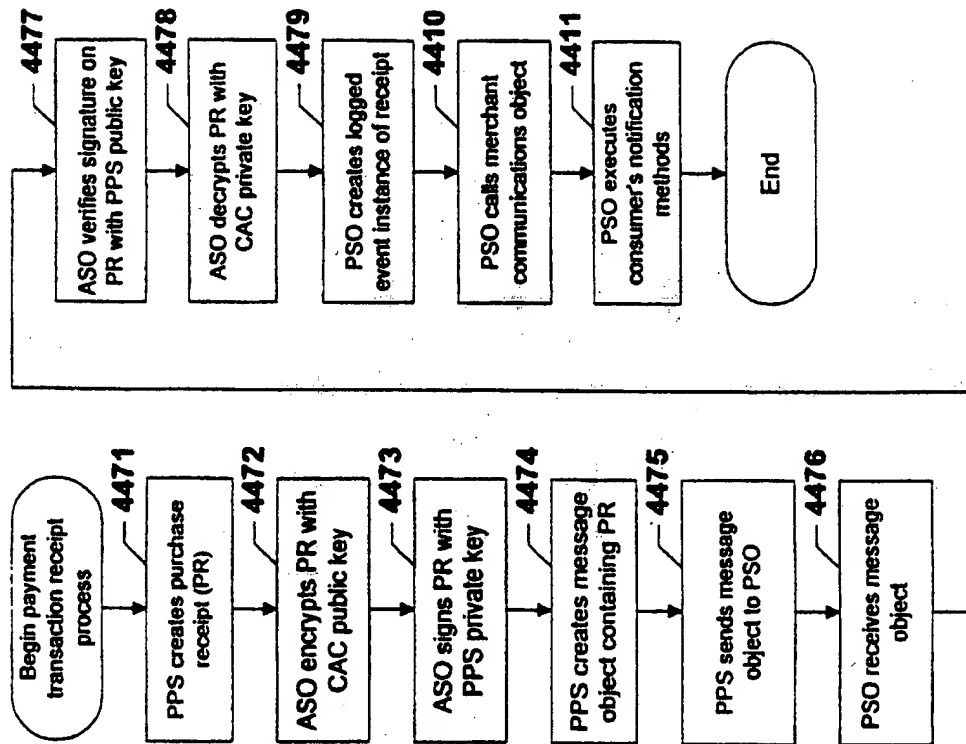 Begin payment
transaction receipt
process
4471
PPS creates purchase
receipt (PR)
4472
ASO encrypts PR with
CAC public key
4473
ASO signs PR with
PPS private key
4474
PPS creates message
object containing PR
4475
PPS sends message
object to PSO
4476
PSO receives message
object
4477
ASO verifies signature on
PR with PPS public key
4478
ASO decrypts PR with
CAC private key
4479
PSO creates logged
event instance of receipt
4410
PSO calls merchant
communications object
4411
PSO executes
consumer's notification
methods
End